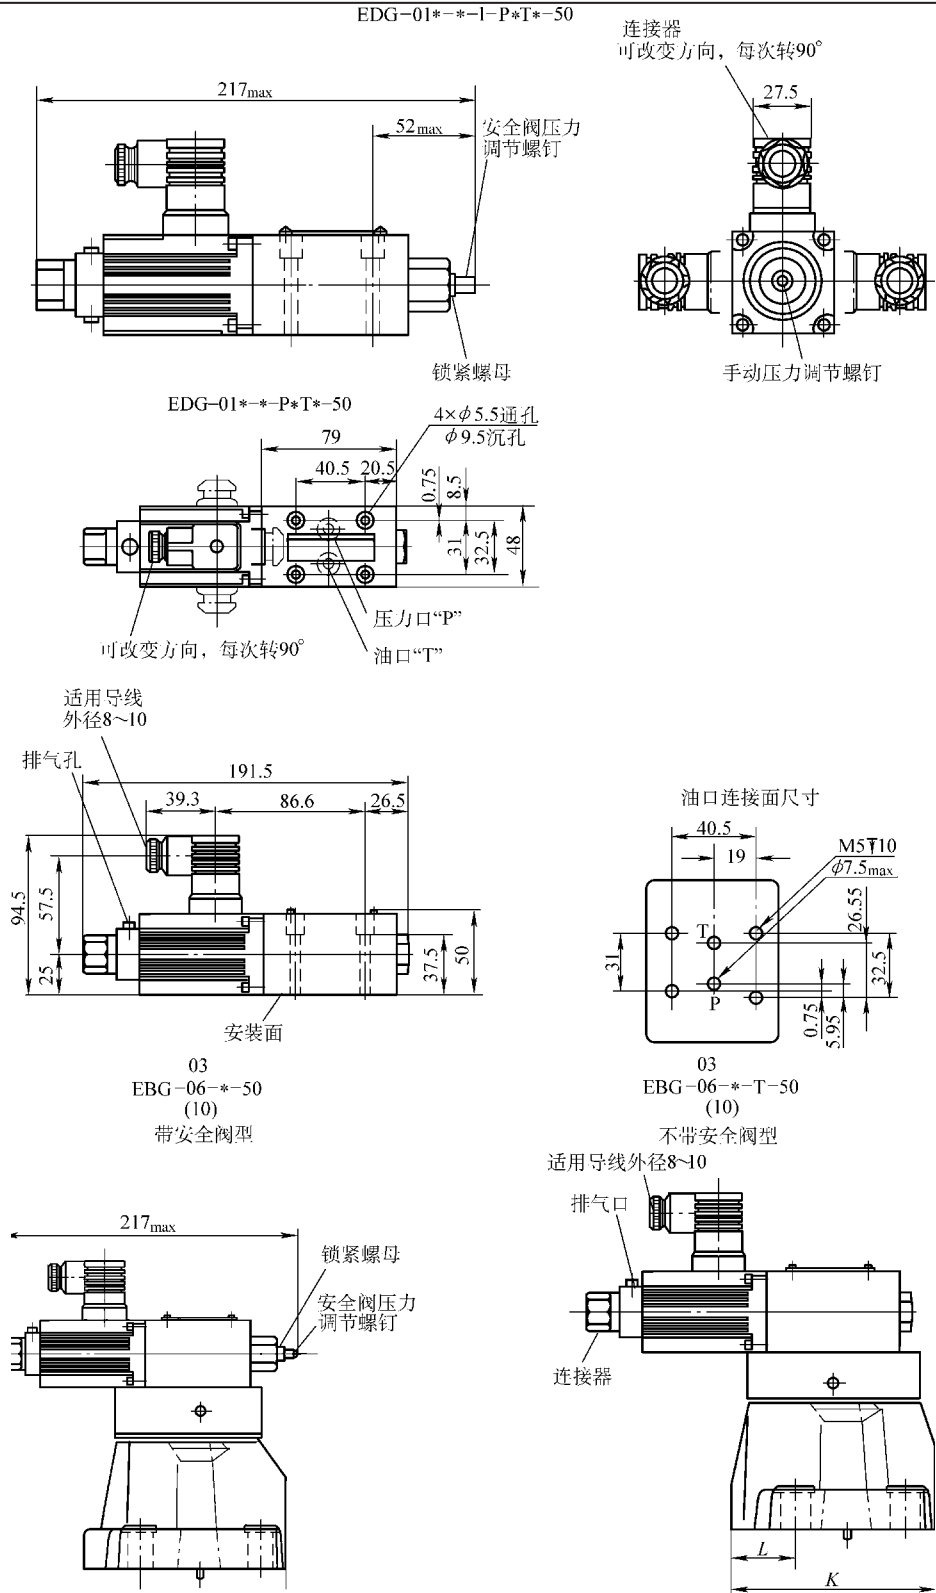 EDG-01*-*-1-P*T*-50
连接器
可改变方向，每次转90°
217max
27.5
52max
安全阀压力
调节螺钉
锁紧螺母
手动压力调节螺钉
EDG-01*-*-P*T*-50
4×φ5.5通孔
φ9.5沉孔
79
40.5
20.5
0.75
8.5
31
32.5
48
压力口“P”
可改变方向，每次转90°
油口“T”
适用导线
外径8～10
排气孔
191.5
39.3
86.6
26.5
94.5
57.5
25
37.5
50
安装面
油口连接面尺寸
40.5
19
M5↧10
φ7.5max
T
P
31
26.55
32.5
0.75
5.95
03
EBG-06-*-50
(10)
带安全阀型
03
EBG-06-*-T-50
(10)
不带安全阀型
适用导线外径8～10
排气口
217max
锁紧螺母
安全阀压力
调节螺钉
连接器
L
K